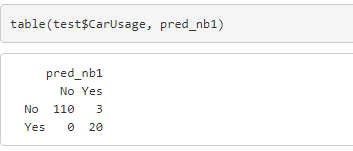 table(test$CarUsage, pred_nb1)
pred_nb1
No Yes
No 110 3
Yes 0 20